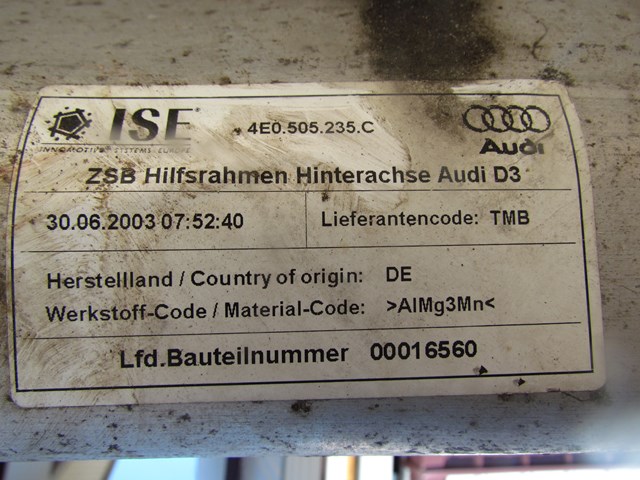 ISE 4E0.505.235.C
INNOMOTIVE SYSTEMS EUROPE Audi
ZSB Hilfsrahmen Hinterachse Audi D3
30.06.2003 07:52:40 Lieferantencode: TMB
Herstellland / Country of origin: DE
Werkstoff-Code / Material-Code: >AlMg3Mn<
Lfd.Bauteilnummer 00016560